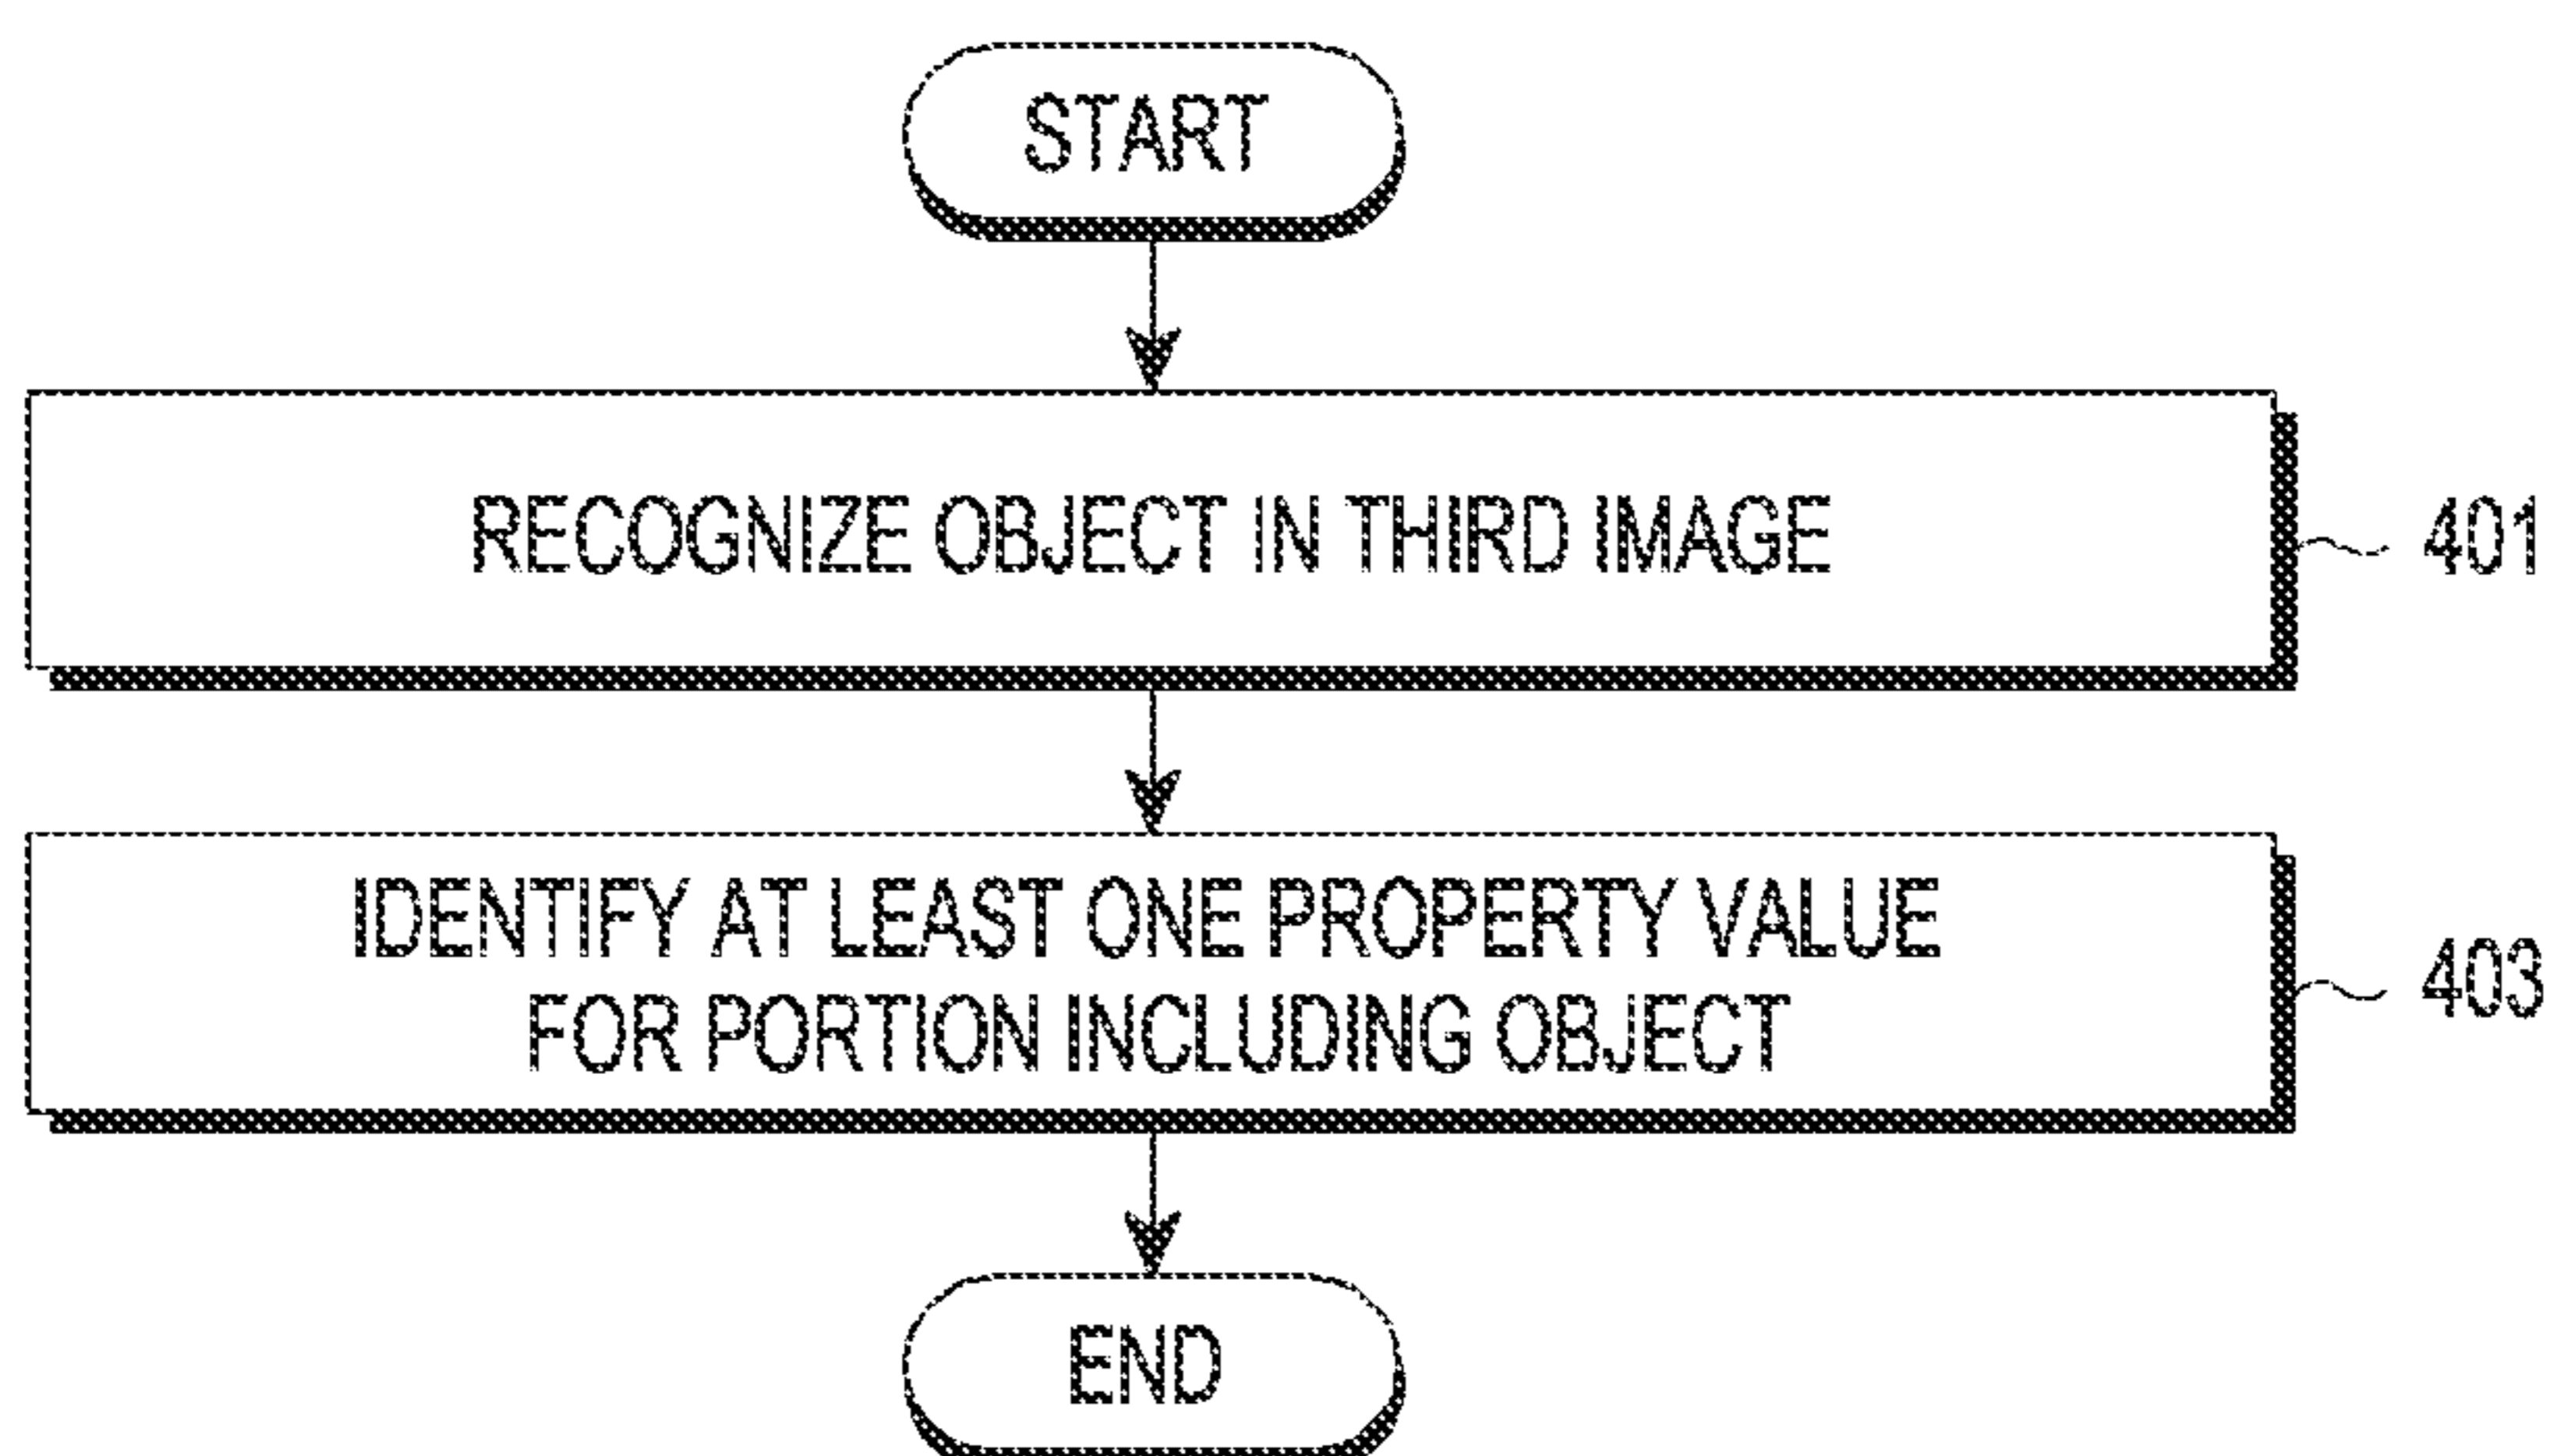 START
RECOGNIZE OBJECT IN THIRD IMAGE
401
IDENTIFY AT LEAST ONE PROPERTY VALUE
FOR PORTION INCLUDING OBJECT
403
END